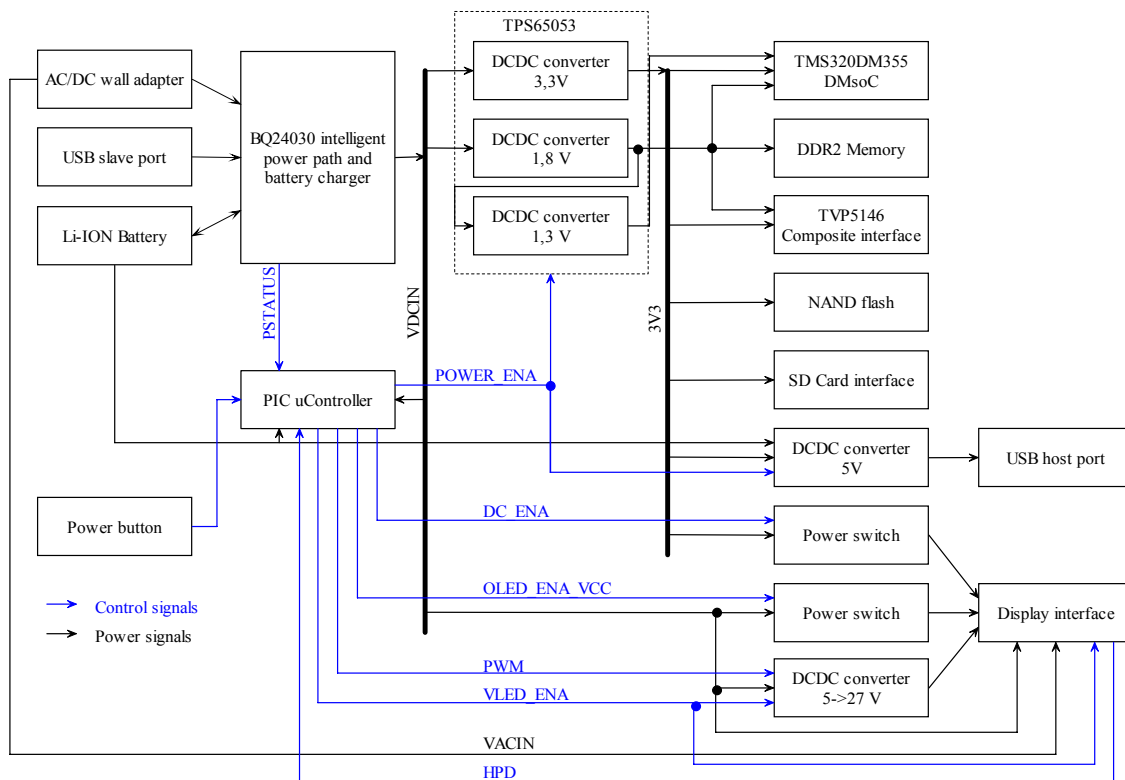 TPS65053
AC/DC wall adapter
USB slave port
Li-ION Battery
BQ24030 intelligent
power path and
battery charger
DCDC converter
3,3V
DCDC converter
1,8 V
DCDC converter
1,3 V
TMS320DM355
DMsoC
DDR2 Memory
TVP5146
Composite interface
NAND flash
SD Card interface
PSTATUS
VDCIN
3V3
PIC uController
POWER_ENA
DCDC converter
5V
USB host port
Power button
DC_ENA
Power switch
OLED_ENA_VCC
Power switch
Display interface
Control signals
Power signals
PWM
VLED_ENA
DCDC converter
5->27 V
VACIN
HPD